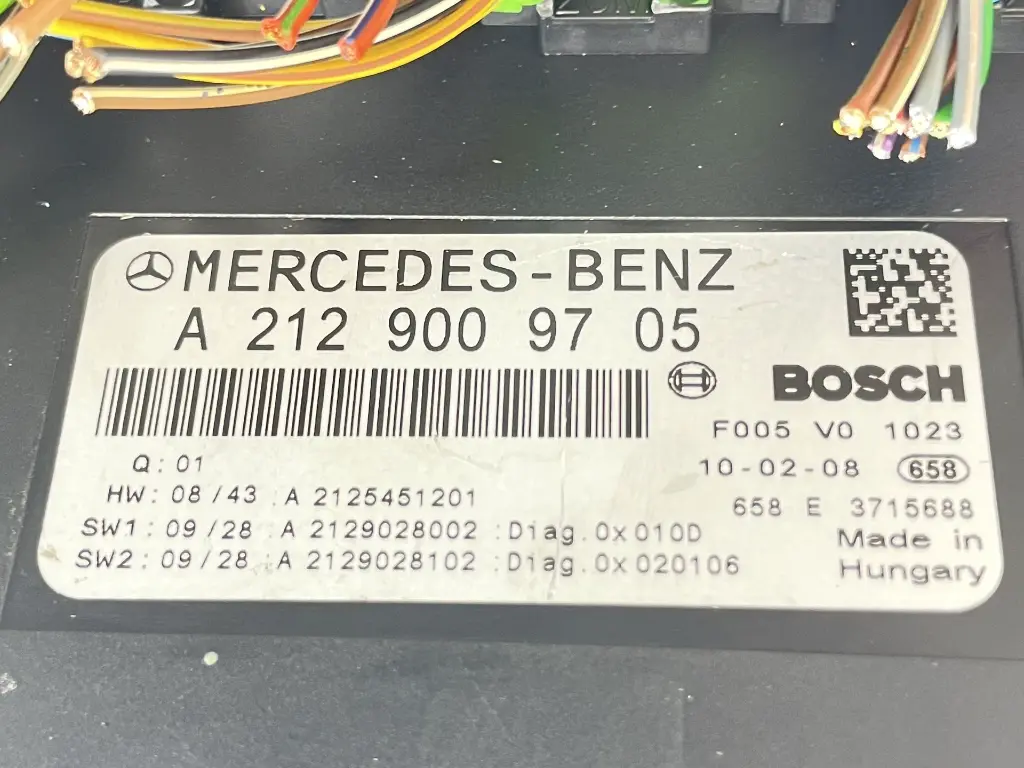 MERCEDES-BENZ
A 212 900 97 05
BOSCH
F005 V0 1023
Q: 01
10-02-08 658
HW: 08/43 :A 2125451201
658 E 3715688
SW1: 09/28 :A 2129028002 :Diag.0x010D
Made in
SW2: 09/28 :A 2129028102 :Diag.0x020106
Hungary